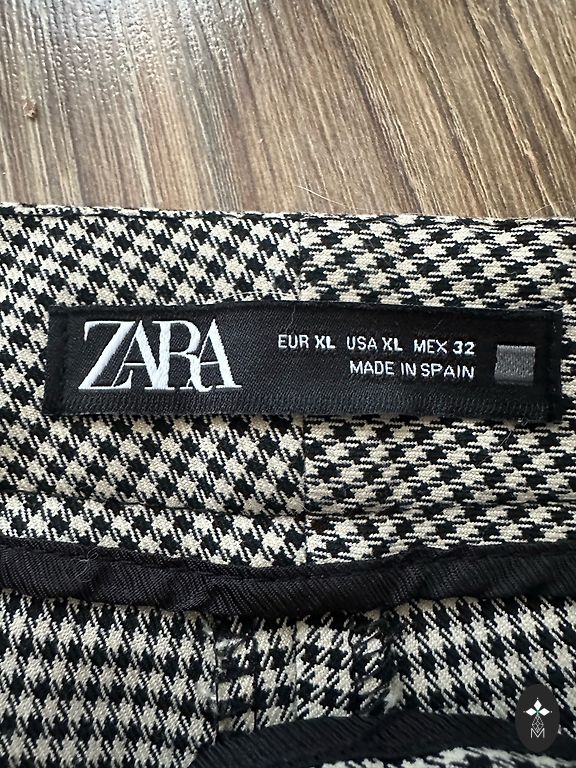 ZARA
EUR XL USA XL MEX 32
MADE IN SPAIN